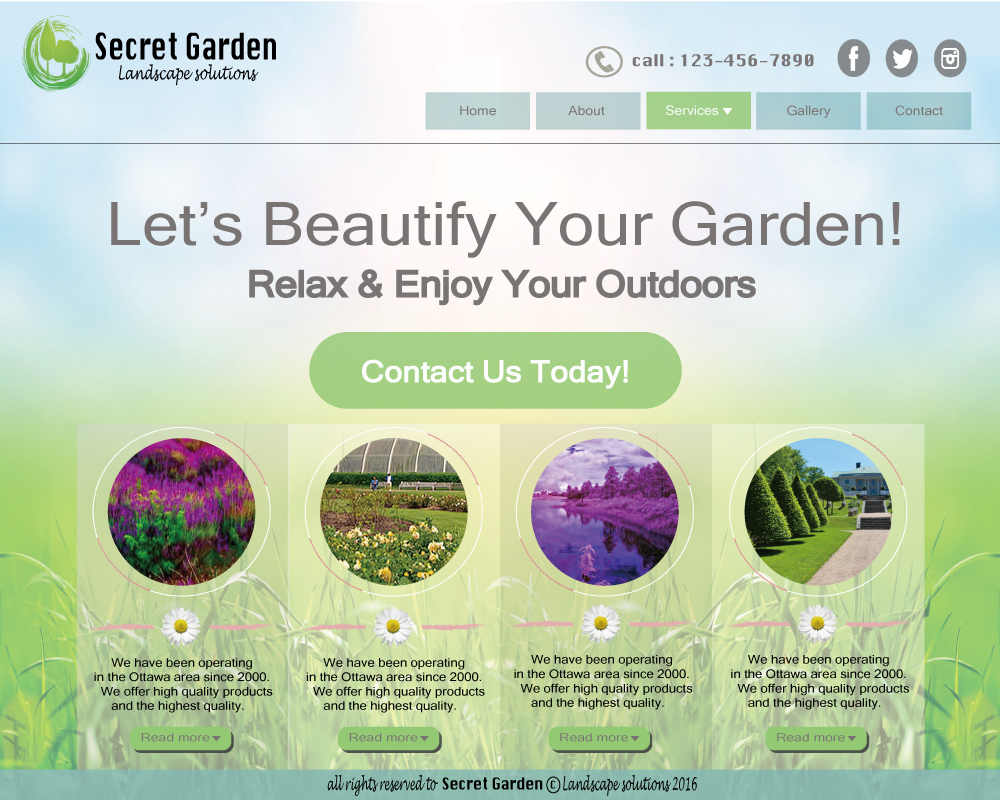 Secret Garden
Landscape solutions
call : 123-456-7890
Home
About
Services
Gallery
Contact
Let's Beautify Your Garden!
Relax & Enjoy Your Outdoors
Contact Us Today!
We have been operating
in the Ottawa area since 2000.
We offer high quality products
and the highest quality.
Read more
We have been operating
in the Ottawa area since 2000.
We offer high quality products
and the highest quality.
Read more
We have been operating
in the Ottawa area since 2000.
We offer high quality products
and the highest quality.
Read more
We have been operating
in the Ottawa area since 2000.
We offer high quality products
and the highest quality.
Read more
all rights reserved to Secret Garden © Landscape solutions 2016